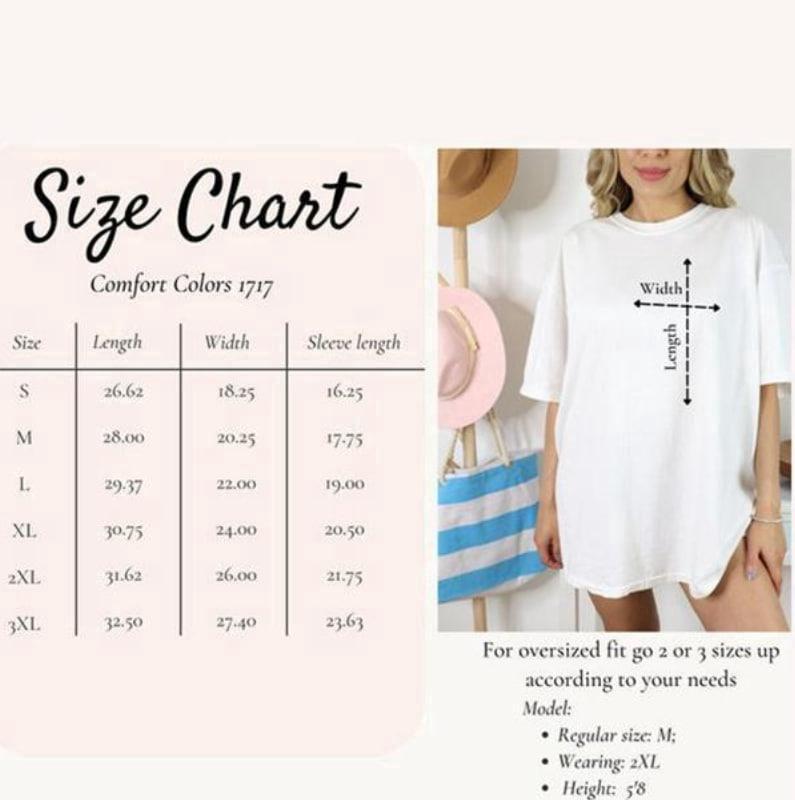 Size Chart
Comfort Colors 1717
Size Length Width Sleeve length
S 26.62 18.25 16.25
M 28.00 20.25 17.75
L 29.37 22.00 19.00
XL 30.75 24.00 20.50
2XL 31.62 26.00 21.75
3XL 32.50 27.40 23.63
Width
Length
For oversized fit go 2 or 3 sizes up
according to your needs
Model:
• Regular size: M;
• Wearing: 2XL
• Height: 5'8